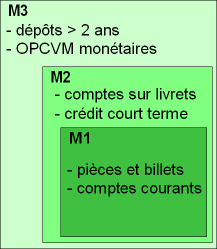 M3
- dépôts > 2 ans
- OPCVM monétaires
M2
- comptes sur livrets
- crédit court terme
M1
- pièces et billets
- comptes courants